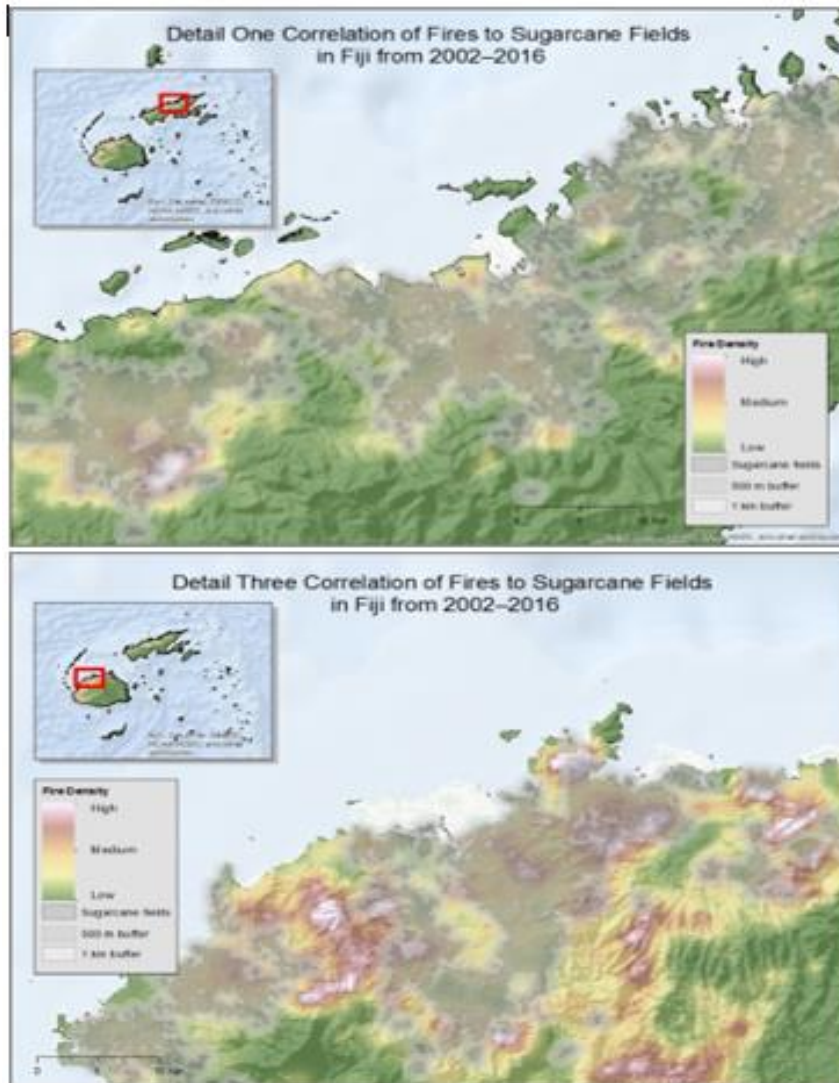 Detail One Correlation of Fires to Sugarcane Fields
in Fiji from 2002–2016
Fire Density
High
Medium
Low
Sugarcane fields
500 m buffer
1 km buffer
Detail Three Correlation of Fires to Sugarcane Fields
in Fiji from 2002–2016
Fire Density
High
Medium
Low
Sugarcane fields
500 m buffer
1 km buffer
0